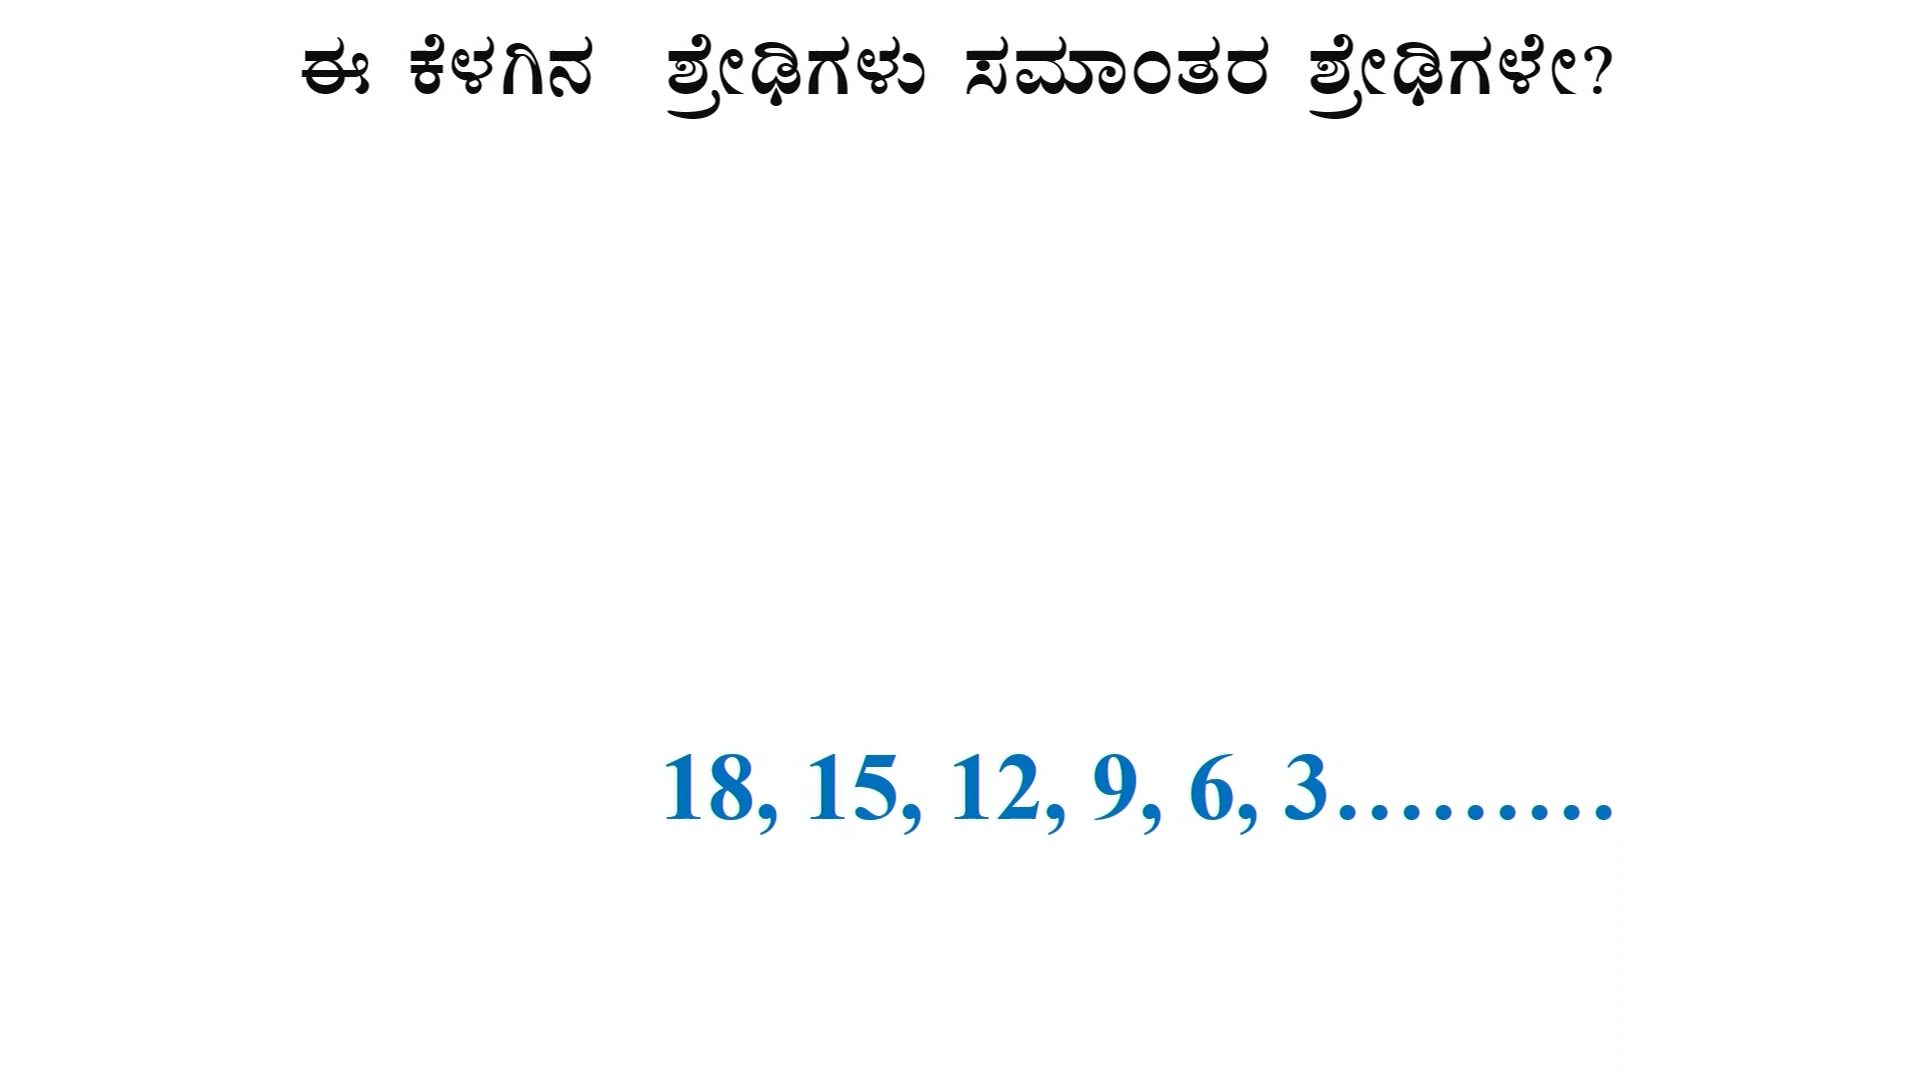 ಈ ಕೆಳಗಿನ ಶ್ರೇಢಿಗಳು ಸಮಾಂತರ ಶ್ರೇಢಿಗಳೇ?
18, 15, 12, 9, 6, 3.........